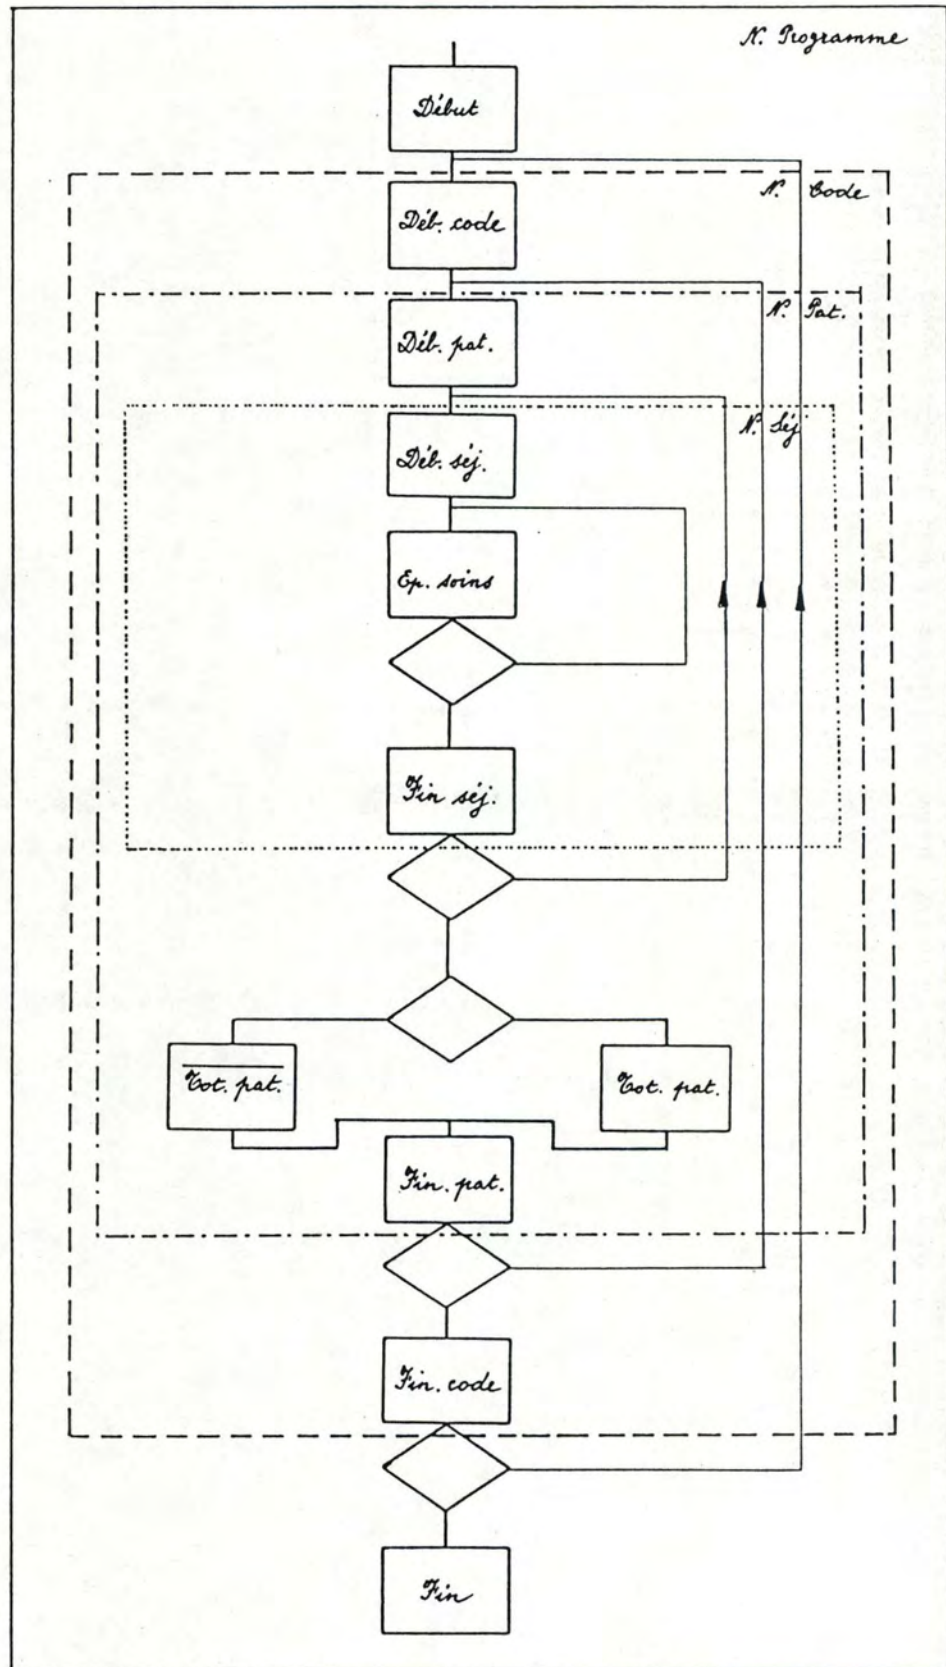 N. Programme
Début
N. Code
Déb. code
N. Pat.
Déb. pat.
N. Séj
Déb. séj.
Ep. soins
Fin séj.
Tot. pat.
Tot. pat.
Fin. pat.
Fin. code
Fin